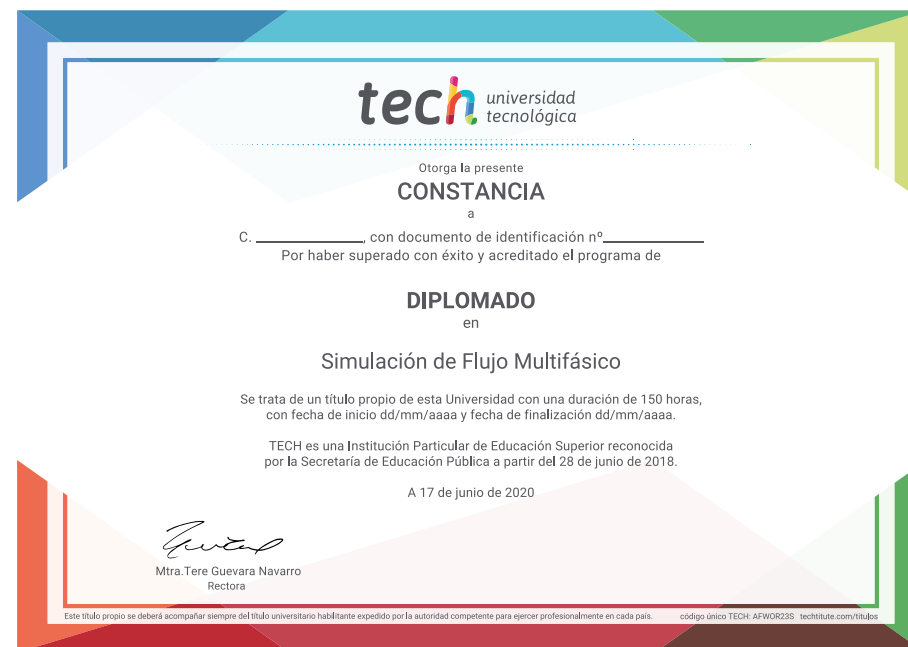 tech universidad
tecnológica
Otorga la presente
CONSTANCIA
a
C. ______________, con documento de identificación nº_____________
Por haber superado con éxito y acreditado el programa de
DIPLOMADO
en
Simulación de Flujo Multifásico
Se trata de un título propio de esta Universidad con una duración de 150 horas,
con fecha de inicio dd/mm/aaaa y fecha de finalización dd/mm/aaaa.
TECH es una Institución Particular de Educación Superior reconocida
por la Secretaría de Educación Pública a partir del 28 de junio de 2018.
A 17 de junio de 2020
Mtra.Tere Guevara Navarro
Rectora
Este título propio se deberá acompañar siempre del título universitario habilitante expedido por la autoridad competente para ejercer profesionalmente en cada país. código único TECH: AFWOR23S techtitute.com/titulos